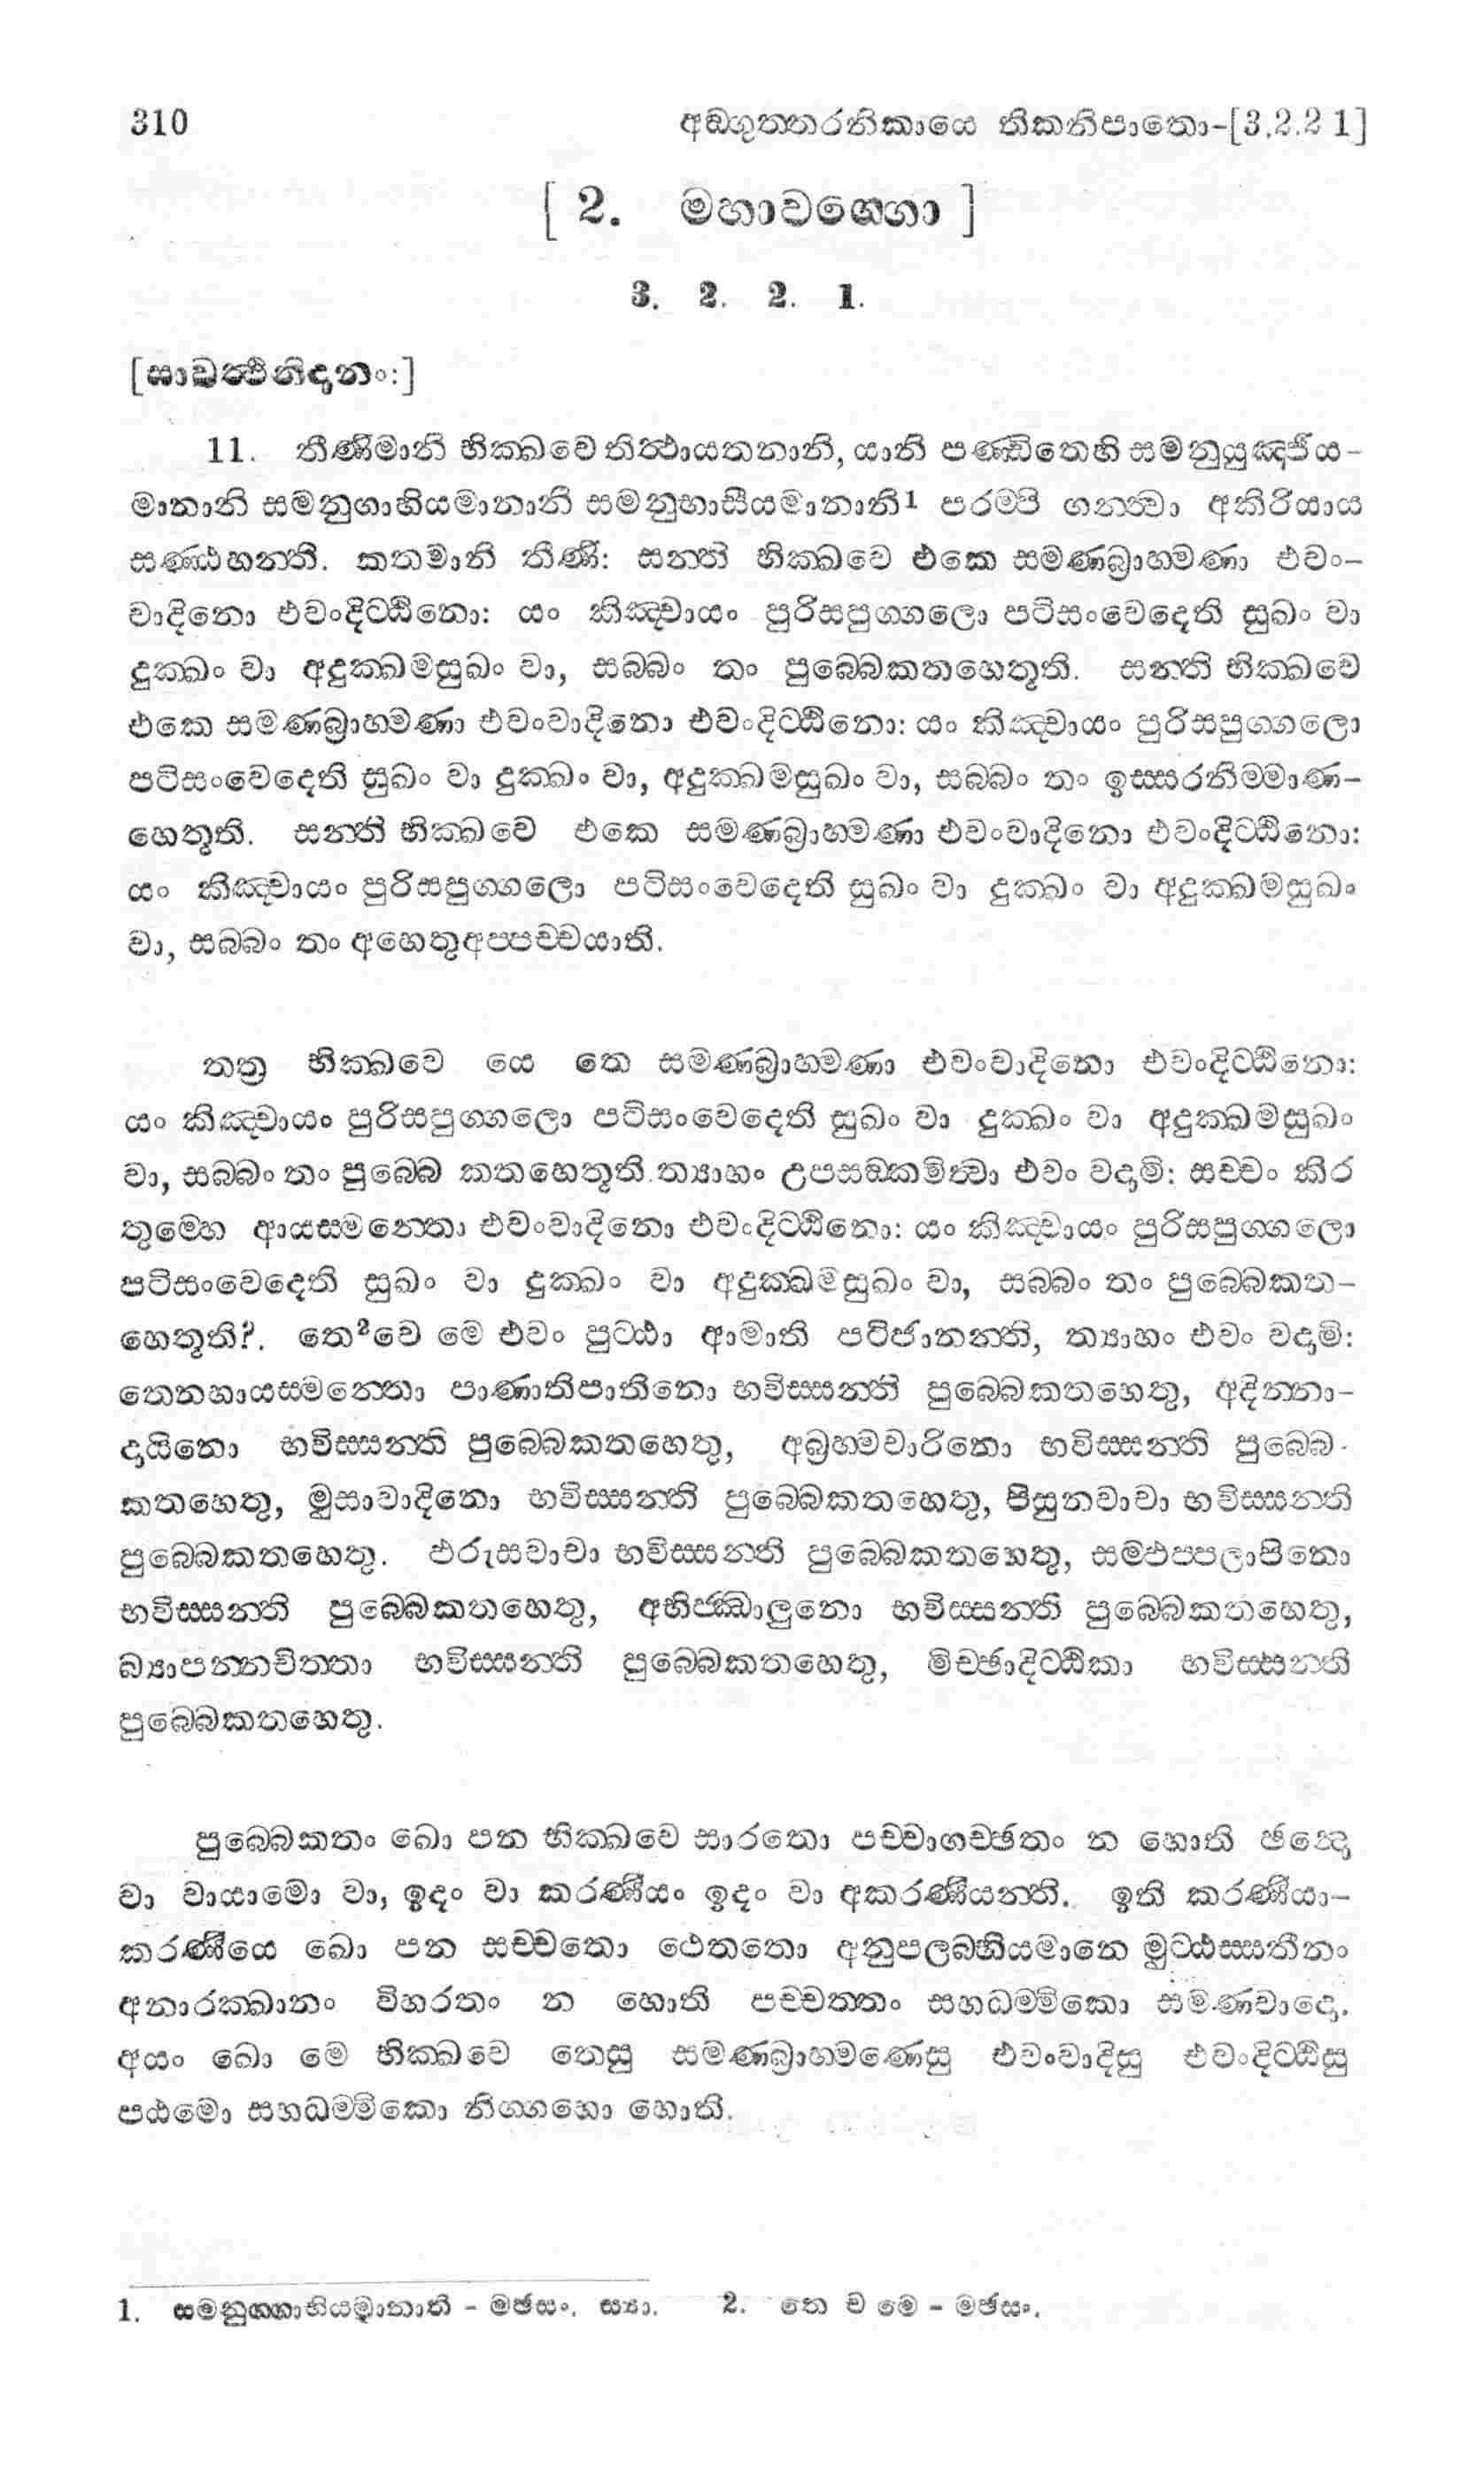 310 අඞ්ගුත්තරනිකායෙ තිකනිපාතො-[3.2.2 1]
[ 2. මහාවග්ගො ]
3. 2. 2. 1.
[සාවත්ථිනිදානං:]
11. තීණිමානි භික්ඛවෙ තිත්ථායතනානි, යානි පණ්ඩිතෙහි සමනුයුඤ්ජිය-
මානානි සමනුගාහියමානානි සමනුභාසියමානානි1 පරම්පි ගන්ත්වා අකිරියාය
සණ්ඨහන්ති. කතමානි තීණි: සන්ති භික්ඛවෙ එකෙ සමණබ්‍රාහ්මණා එවං-
වාදිනො එවංදිට්ඨිනො: යං කිඤ්චායං පුරිසපුග්ගලො පටිසංවෙදෙති සුඛං වා
දුක්ඛං වා අදුක්ඛමසුඛං වා, සබ්බං තං පුබ්බෙකතහෙතූති. සන්ති භික්ඛවෙ
එකෙ සමණබ්‍රාහ්මණා එවංවාදිනො එවංදිට්ඨිනො: යං කිඤ්චායං පුරිසපුග්ගලො
පටිසංවෙදෙති සුඛං වා දුක්ඛං වා, අදුක්ඛමසුඛං වා, සබ්බං තං ඉස්සරනිම්මාණ-
හෙතූති. සන්ති භික්ඛවෙ එකෙ සමණබ්‍රාහ්මණා එවංවාදිනො එවංදිට්ඨිනො:
යං කිඤ්චායං පුරිසපුග්ගලො පටිසංවෙදෙති සුඛං වා දුක්ඛං වා අදුක්ඛමසුඛං
වා, සබ්බං තං අහෙතුඅප්පච්චයාති.
තත්‍ර භික්ඛවෙ යෙ තෙ සමණබ්‍රාහ්මණා එවංවාදිනො එවංදිට්ඨිනො:
යං කිඤ්චායං පුරිසපුග්ගලො පටිසංවෙදෙති සුඛං වා දුක්ඛං වා අදුක්ඛමසුඛං
වා, සබ්බං තං පුබ්බෙ කතහෙතූති. ත්‍යාහං උපසඞ්කමිත්වා එවං වදාමි: සච්චං කිර
තුම්හෙ ආයස්මන්තො එවංවාදිනො එවංදිට්ඨිනො: යං කිඤ්චායං පුරිසපුග්ගලො
පටිසංවෙදෙති සුඛං වා දුක්ඛං වා අදුක්ඛමසුඛං වා, සබ්බං තං පුබ්බෙකත-
හෙතූති?. තෙ2වෙ මෙ එවං පුට්ඨා ආමාති පටිජානන්ති, ත්‍යාහං එවං වදාමි:
තෙනහායස්මන්තො පාණාතිපාතිනො භවිස්සන්ති පුබ්බෙකතහෙතු, අදින්නා-
දායිනො භවිස්සන්ති පුබ්බෙකතහෙතු, අබ්‍රහ්මචාරිනො භවිස්සන්ති පුබ්බෙ-
කතහෙතු, මුසාවාදිනො භවිස්සන්ති පුබ්බෙකතහෙතු, පිසුනවාචා භවිස්සන්ති
පුබ්බෙකතහෙතු. ඵරුසවාචා භවිස්සන්ති පුබ්බෙකතහෙතු, සම්ඵප්පලාපිනො
භවිස්සන්ති පුබ්බෙකතහෙතු, අභිජ්ඣාලුනො භවිස්සන්ති පුබ්බෙකතහෙතු,
බ්‍යාපන්නචිත්තා භවිස්සන්ති පුබ්බෙකතහෙතු, මිච්ඡාදිට්ඨිකා භවිස්සන්ති
පුබ්බෙකතහෙතු.
පුබ්බෙකතං ඛො පන භික්ඛවෙ සාරතො පච්චාගච්ඡතං න හොති ඡන්දො
වා වායාමො වා, ඉදං වා කරණීයං ඉදං වා අකරණීයන්ති. ඉති කරණීයා-
කරණීයෙ ඛො පන සච්චතො ථෙතතො අනුපලබ්භියමානෙ මුට්ඨස්සතීනං
අනාරක්ඛානං විහරතං න හොති පච්චත්තං සහධම්මිකො සමණවාදො.
අයං ඛො මෙ භික්ඛවෙ තෙසු සමණබ්‍රාහ්මණෙසු එවංවාදිසු එවංදිට්ඨිසු
පඨමො සහධම්මිකො නිග්ගහො හොති.
1. සමනුග්ගාහියමානානි - මඡසං. ස්‍යා. 2. තෙ ච මෙ - මඡසං.